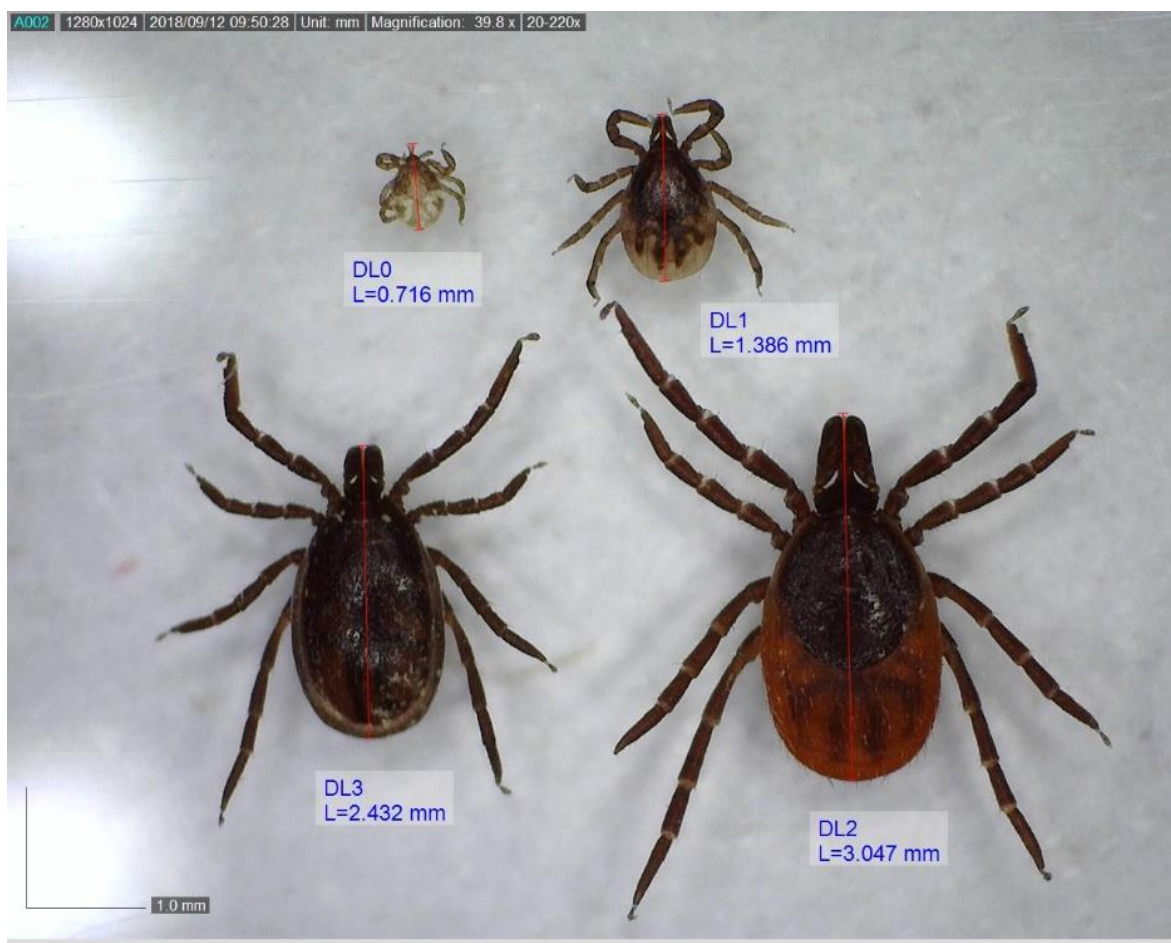 A002 1280x1024 2018/09/12 09:50:28 Unit: mm Magnification: 39.8 x 20-220x
DL0
L=0.716 mm
DL1
L=1.386 mm
DL3
L=2.432 mm
DL2
L=3.047 mm
1.0 mm